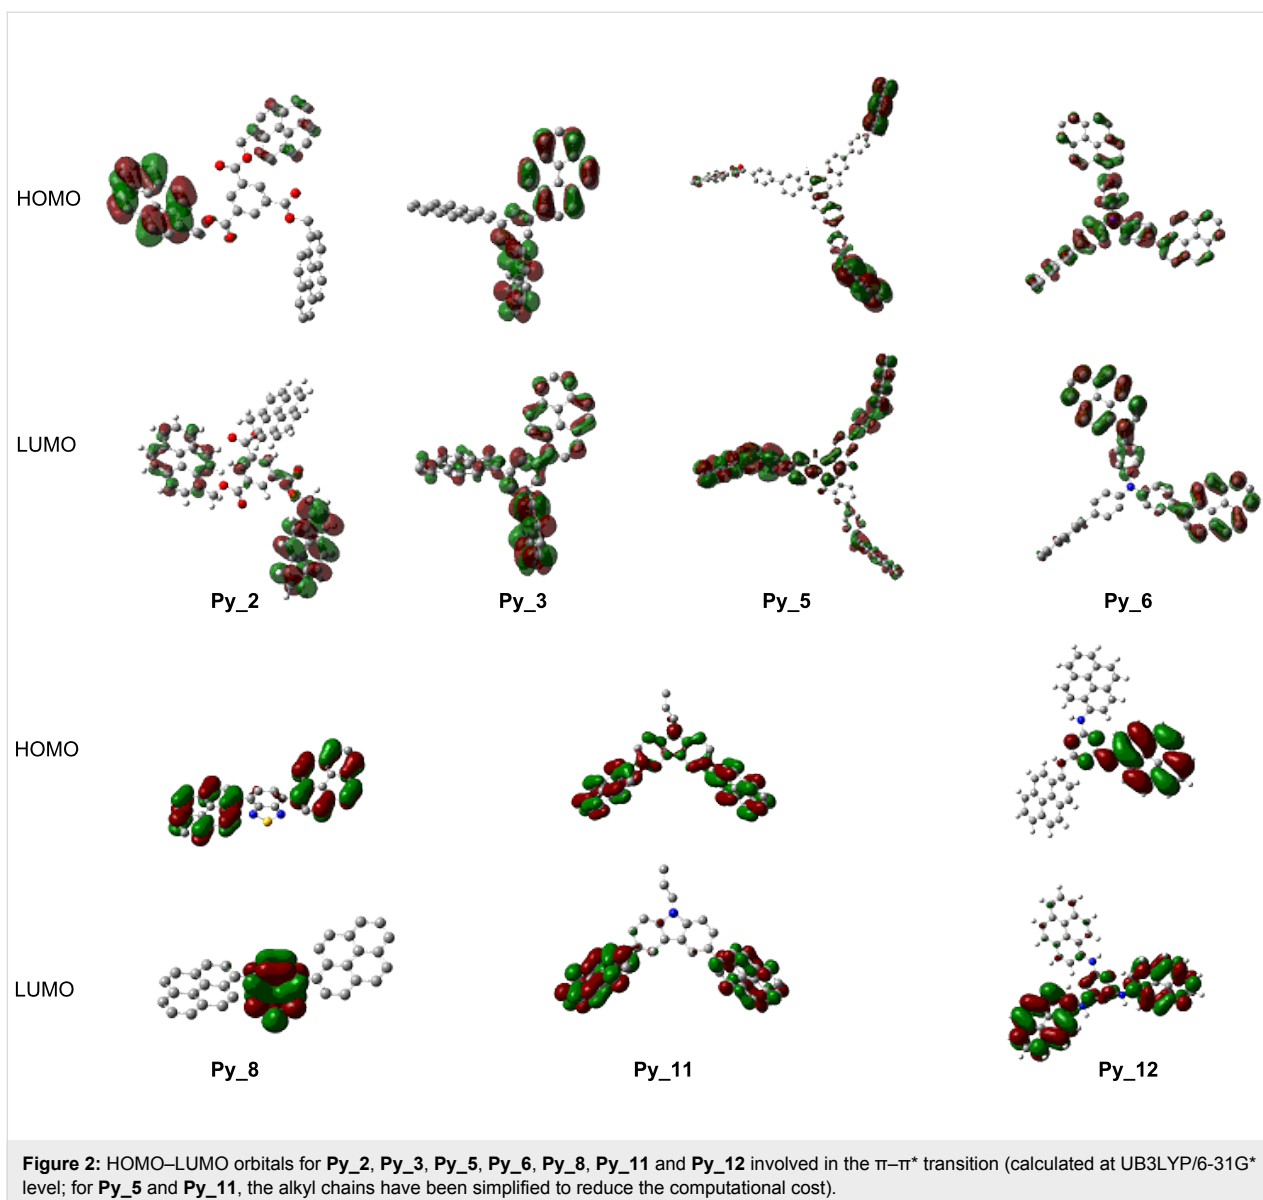 HOMO
LUMO
Py_2 Py_3 Py_5 Py_6
HOMO
LUMO
Py_8 Py_11 Py_12
Figure 2: HOMO–LUMO orbitals for Py_2, Py_3, Py_5, Py_6, Py_8, Py_11 and Py_12 involved in the π–π* transition (calculated at UB3LYP/6-31G*
level; for Py_5 and Py_11, the alkyl chains have been simplified to reduce the computational cost).